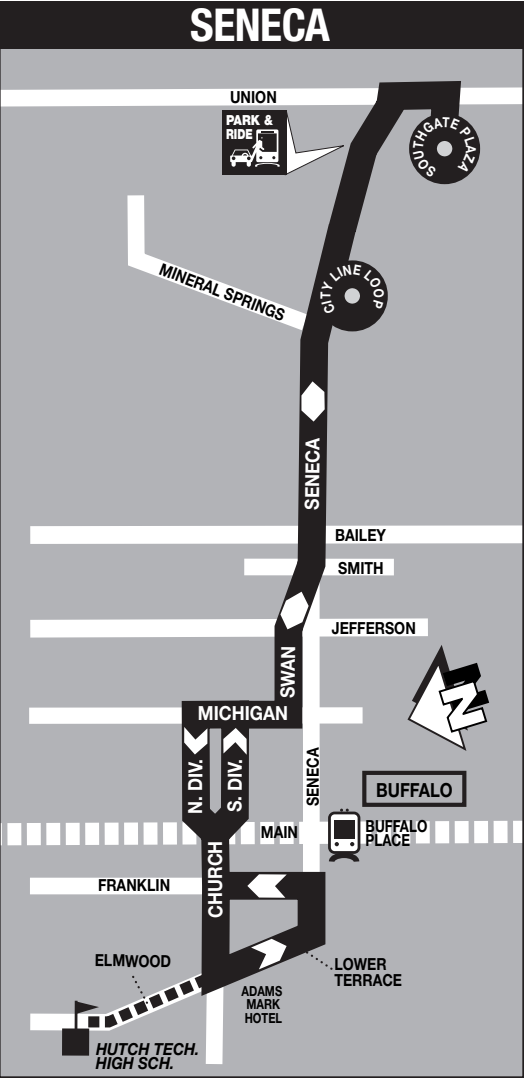 SENECA
UNION
PARK &
RIDE
SOUTHGATE PLAZA
MINERAL SPRINGS
CITY LINE LOOP
SENECA
BAILEY
SMITH
JEFFERSON
SWAN
N
MICHIGAN
N. DIV.
S. DIV.
SENECA
BUFFALO
MAIN
BUFFALO
PLACE
CHURCH
FRANKLIN
ELMWOOD
LOWER
TERRACE
ADAMS
MARK
HOTEL
HUTCH TECH.
HIGH SCH.